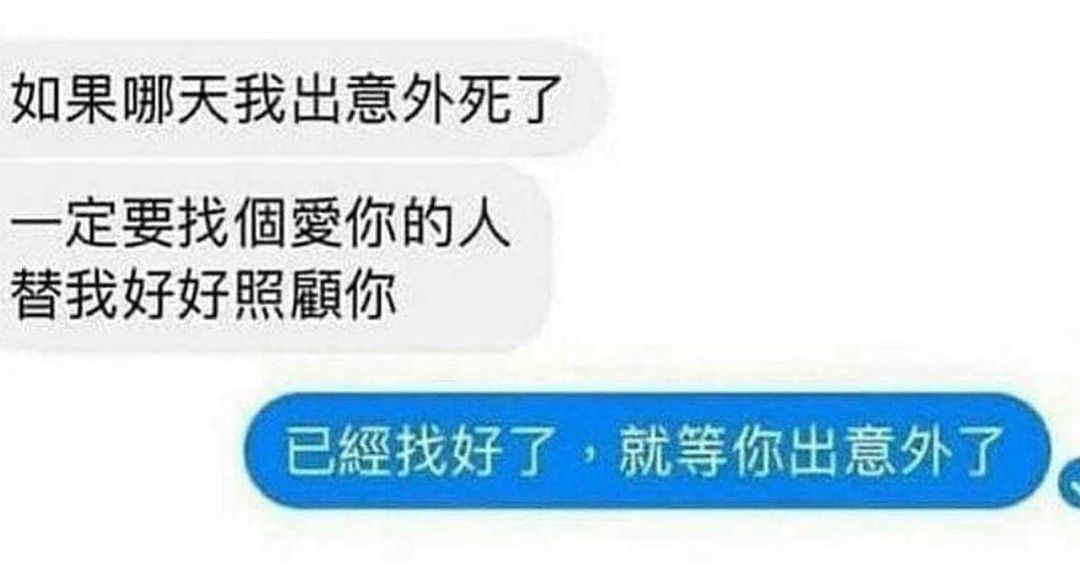 如果哪天我出意外死了
一定要找個愛你的人
替我好好照顧你
已經找好了，就等你出意外了